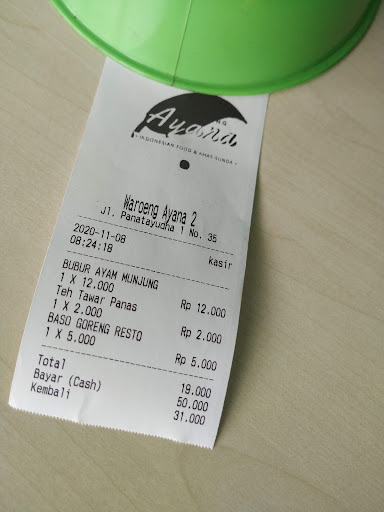 Ayana
• INDONESIAN FOOD & KHAS SUNDA •
Waroeng Ayana 2
Jl. Panatayudha 1 No. 35
2020-11-08
08:24:18 kasir
BUBUR AYAM MUNJUNG
1 X 12.000 Rp 12.000
Teh Tawar Panas
1 X 2.000 Rp 2.000
BASO GORENG RESTO
1 X 5.000 Rp 5.000
Total 19.000
Bayar (Cash) 50.000
Kembali 31.000